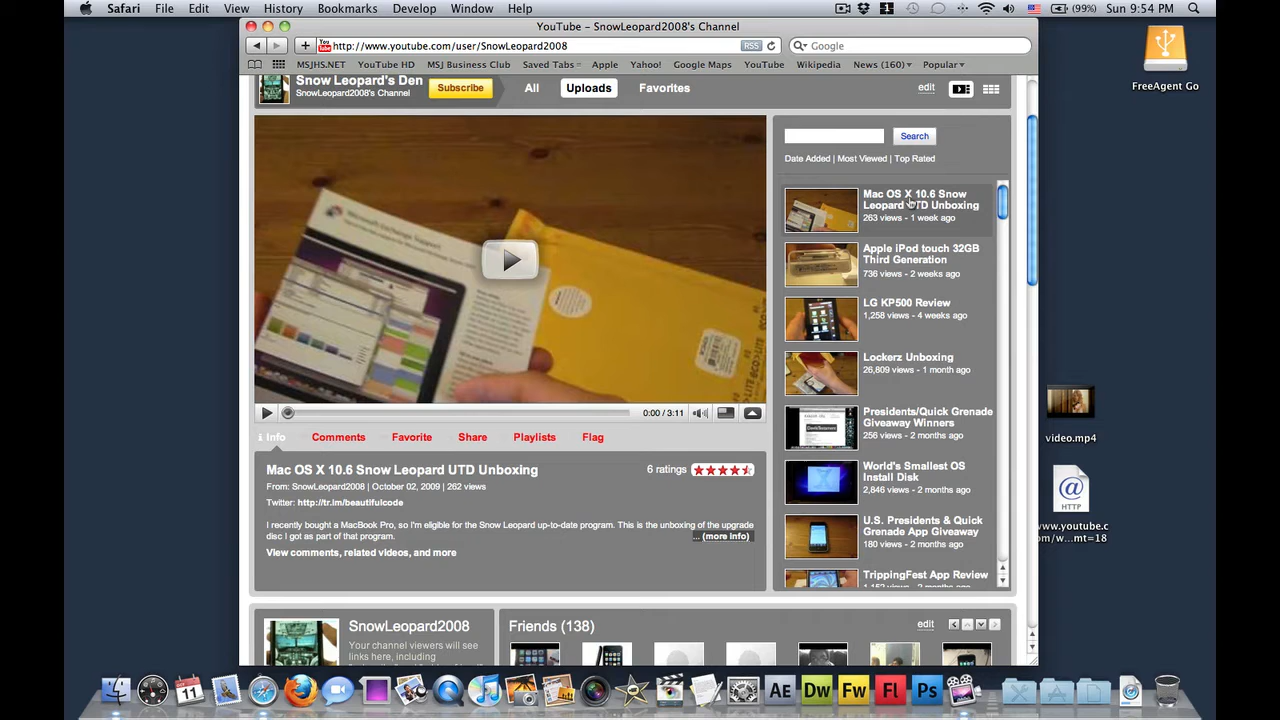 Safari File Edit View History Bookmarks Develop Window Help
1 (99%) Sun 9:54 PM
YouTube - SnowLeopard2008's Channel
http://www.youtube.com/user/SnowLeopard2008 RSS Google
MSJHS.NET YouTube HD MSJ Business Club Saved Tabs Apple Yahoo! Google Maps YouTube Wikipedia News (160) Popular
Snow Leopard's Den
SnowLeopard2008's Channel
Subscribe All Uploads Favorites edit
Search
Date Added | Most Viewed | Top Rated
Microsoft Exchange Support
Mac OS X 10.6 Snow
Leopard UTD Unboxing
263 views - 1 week ago
Apple iPod touch 32GB
Third Generation
736 views - 2 weeks ago
LG KP500 Review
1,258 views - 4 weeks ago
Lockerz Unboxing
26,809 views - 1 month ago
Presidents/Quick Grenade
Giveaway Winners
256 views - 2 months ago
World's Smallest OS
Install Disk
2,846 views - 2 months ago
U.S. Presidents & Quick
Grenade App Giveaway
180 views - 2 months ago
TrippingFest App Review
0:00 / 3:11
Info Comments Favorite Share Playlists Flag
Mac OS X 10.6 Snow Leopard UTD Unboxing 6 ratings
From: SnowLeopard2008 | October 02, 2009 | 262 views
Twitter: http://tr.im/beautifulcode
I recently bought a MacBook Pro, so I'm eligible for the Snow Leopard up-to-date program. This is the unboxing of the upgrade
disc I got as part of that program. ... (more info)
View comments, related videos, and more
SnowLeopard2008
Your channel viewers will see
links here, including
Friends (138) edit
FreeAgent Go
video.mp4
HTTP
www.youtube.c
om/w...mt=18
11
AE Dw Fw Fl Ps